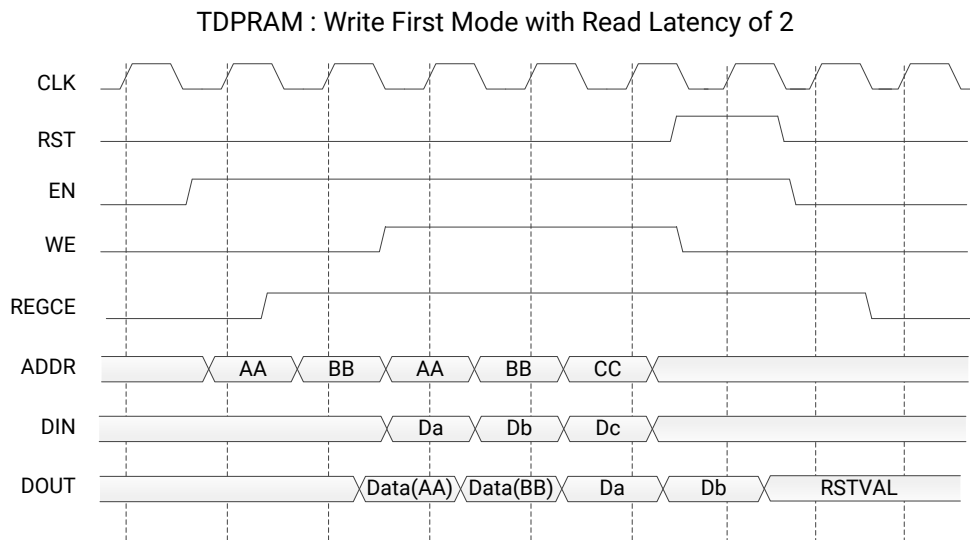 TDPRAM : Write First Mode with Read Latency of 2
CLK
RST
EN
WE
REGCE
ADDR AA BB AA BB CC
DIN Da Db Dc
DOUT Data(AA) Data(BB) Da Db RSTVAL